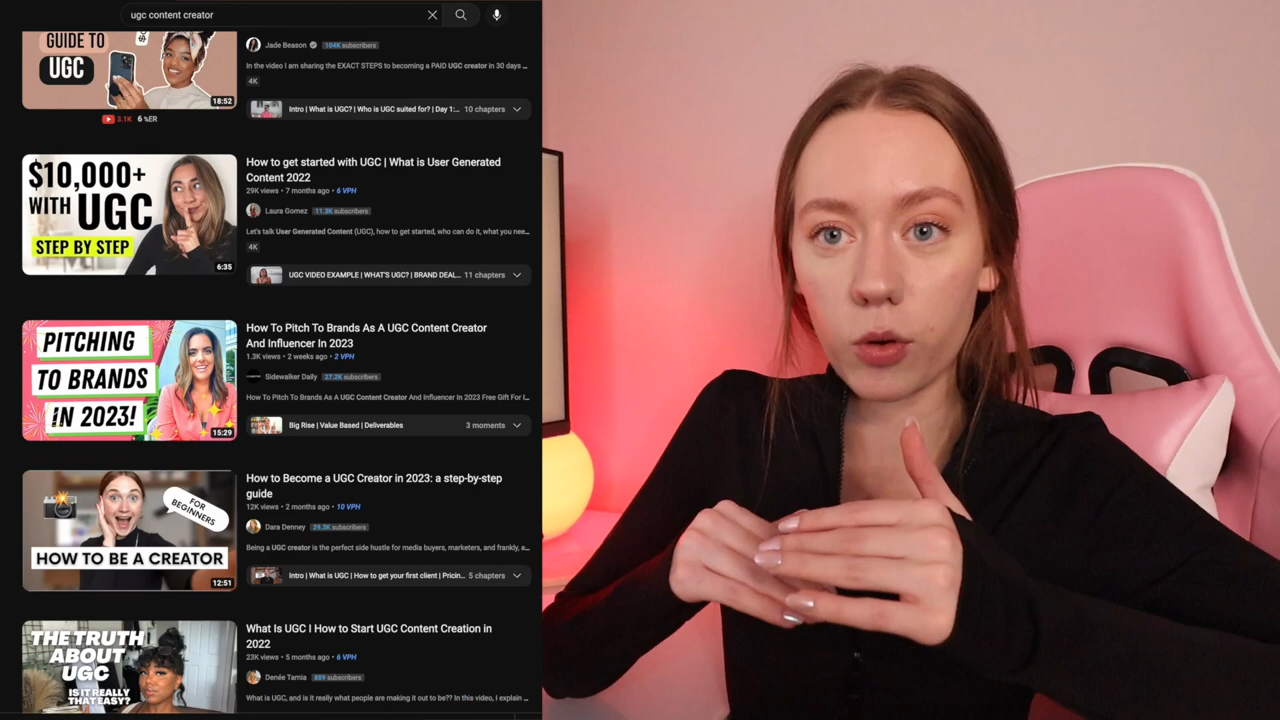 ugc content creator
GUIDE TO
UGC
18:52
3.1K 6 %ER
Jade Beason 104K subscribers
In the video I am sharing the EXACT STEPS to becoming a PAID UGC creator in 30 days ...
4K
Intro | What is UGC? | Who is UGC suited for? | Day 1:... 10 chapters
$10,000+
WITH UGC
STEP BY STEP
6:35
How to get started with UGC | What is User Generated
Content 2022
29K views • 7 months ago • 6 VPH
Laura Gomez 11.3K subscribers
Let's talk User Generated Content (UGC), how to get started, who can do it, what you nee...
4K
UGC VIDEO EXAMPLE | WHAT'S UGC? | BRAND DEAL... 11 chapters
PITCHING
TO BRANDS
IN 2023!
15:29
How To Pitch To Brands As A UGC Content Creator
And Influencer In 2023
1.3K views • 2 weeks ago • 2 VPH
Sidewalker Daily 27.2K subscribers
How To Pitch To Brands As A UGC Content Creator And Influencer In 2023 Free Gift For I...
Big Rise | Value Based | Deliverables 3 moments
FOR
BEGINNERS
HOW TO BE A CREATOR
12:51
How to Become a UGC Creator in 2023: a step-by-step
guide
12K views • 2 months ago • 10 VPH
Dara Denney 29.3K subscribers
Being a UGC creator is the perfect side hustle for media buyers, marketers, and frankly, a...
Intro | What is UGC | How to get your first client | Pricin... 5 chapters
THE TRUTH
ABOUT
UGC
IS IT REALLY
THAT EASY?
What Is UGC I How to Start UGC Content Creation in
2022
23K views • 5 months ago • 6 VPH
Denée Tamia 889 subscribers
What is UGC, and is it really what people are making it out to be?? In this video, I explain ...